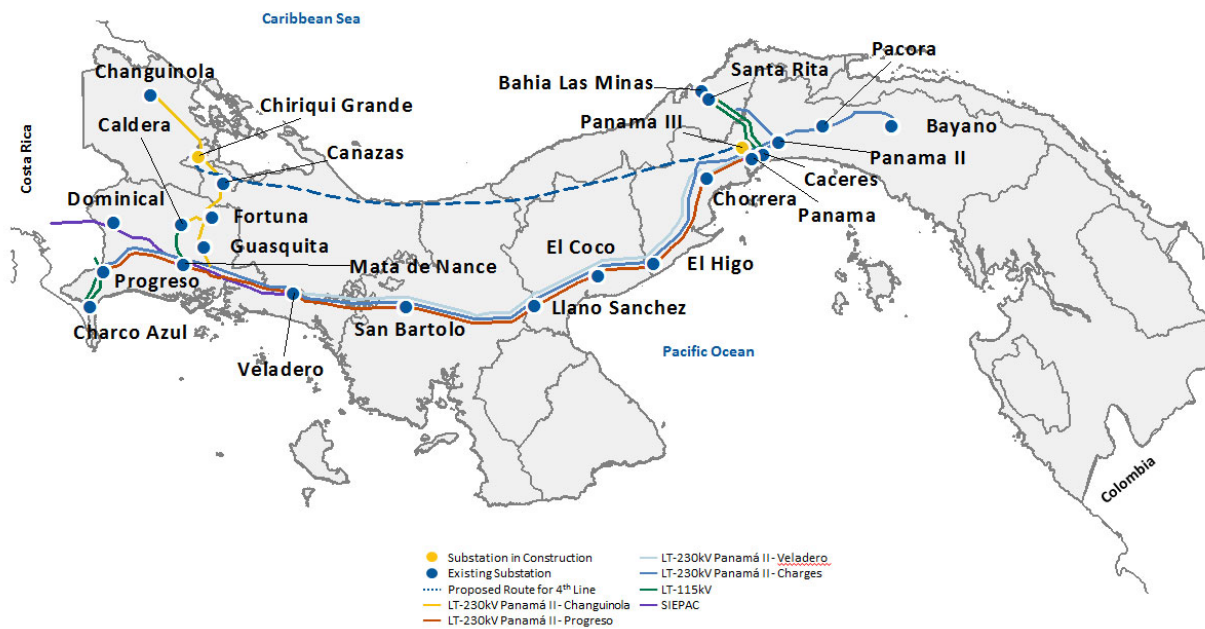 Caribbean Sea
Changuinola
Chiriqui Grande
Caldera
Cañazas
Costa Rica
Dominical
Fortuna
Guasquita
Mata de Nance
Progreso
Charco Azul
Veladero
San Bartolo
Llano Sanchez
El Coco
El Higo
Chorrera
Panama
Caceres
Panama II
Bayano
Pacora
Santa Rita
Bahia Las Minas
Panama III
Pacific Ocean
Colombia
Substation in Construction
Existing Substation
Proposed Route for 4th Line
LT-230kV Panamá II - Changuinola
LT-230kV Panamá II - Progreso
LT-230kV Panamá II - Veladero
LT-230kV Panamá II - Charges
LT-115kV
SIEPAC